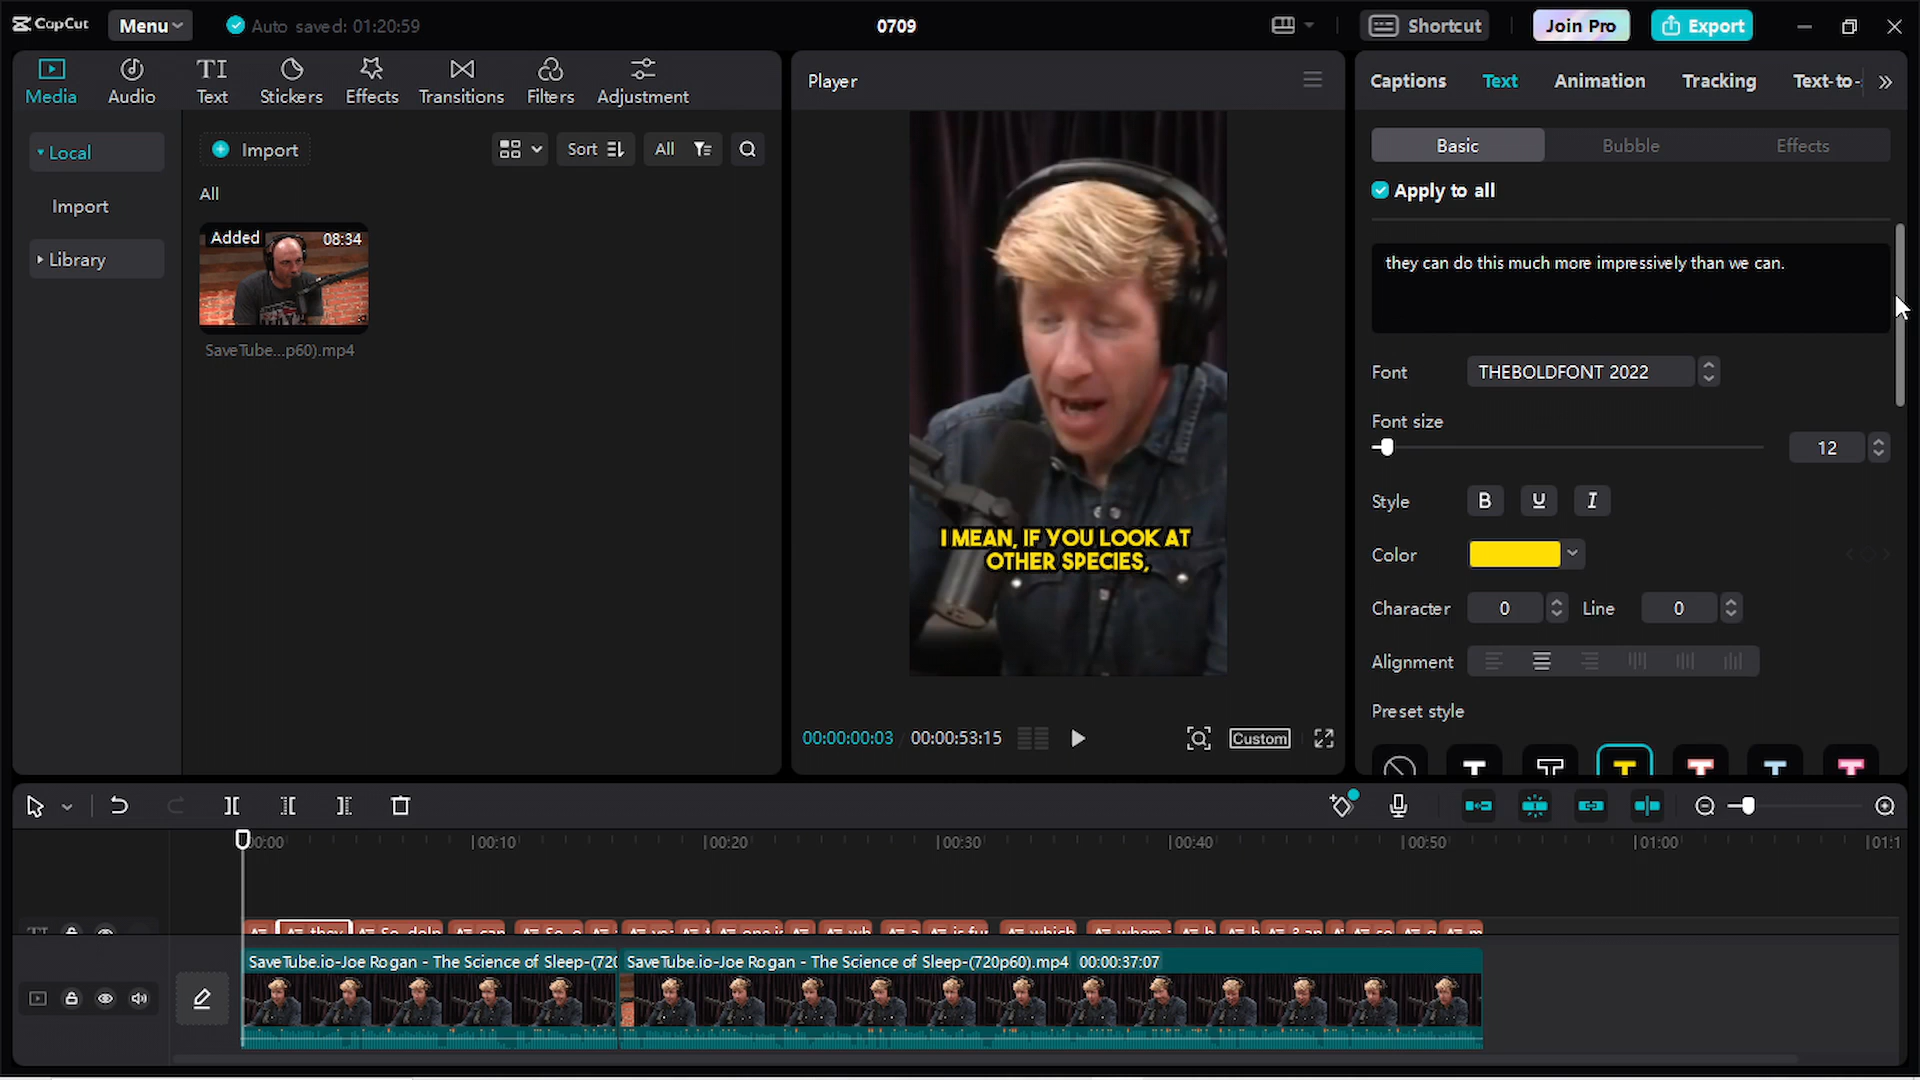 CapCut
Menu
Auto saved: 01:20:59
0709
Shortcut
Join Pro
Export
Media
Audio
TI
Text
Stickers
Effects
Transitions
Filters
Adjustment
Player
Captions
Text
Animation
Tracking
Text-to-
Local
Import
Library
Import
Sort
All
All
Added
08:34
SaveTube...p60).mp4
I MEAN, IF YOU LOOK AT
OTHER SPECIES,
00:00:00:03
00:00:53:15
Custom
Basic
Bubble
Effects
Apply to all
they can do this much more impressively than we can.
Font
THEBOLDFONT 2022
Font size
12
Style
B
U
I
Color
Character
0
Line
0
Alignment
Preset style
00:00
00:10
00:20
00:30
00:40
00:50
01:00
01:1
SaveTube.io-Joe Rogan - The Science of Sleep-(720
SaveTube.io-Joe Rogan - The Science of Sleep-(720p60).mp4 00:00:37:07